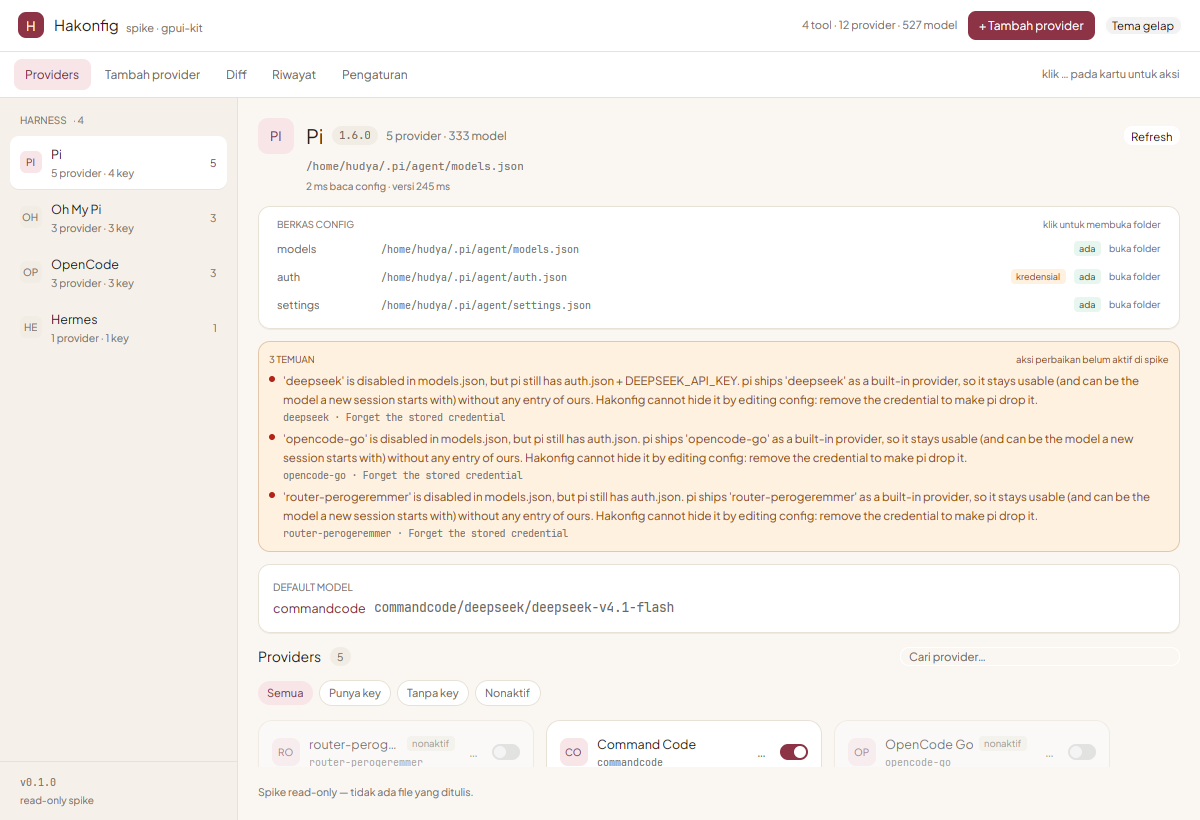 H
Hakonfig
spike · gpui-kit
4 tool · 12 provider · 527 model
+ Tambah provider
Tema gelap
Providers
Tambah provider
Diff
Riwayat
Pengaturan
klik … pada kartu untuk aksi
HARNESS · 4
PI
Pi
5 provider · 4 key
5
OH
Oh My Pi
3 provider · 3 key
3
OP
OpenCode
3 provider · 3 key
3
HE
Hermes
1 provider · 1 key
1
v0.1.0
read-only spike
PI
Pi
1.6.0
5 provider · 333 model
Refresh
/home/hudya/.pi/agent/models.json
2 ms baca config · versi 245 ms
BERKAS CONFIG
klik untuk membuka folder
models
/home/hudya/.pi/agent/models.json
ada
buka folder
auth
/home/hudya/.pi/agent/auth.json
kredensial
ada
buka folder
settings
/home/hudya/.pi/agent/settings.json
ada
buka folder
3 TEMUAN
aksi perbaikan belum aktif di spike
'deepseek' is disabled in models.json, but pi still has auth.json + DEEPSEEK_API_KEY. pi ships 'deepseek' as a built-in provider, so it stays usable (and can be the
model a new session starts with) without any entry of ours. Hakonfig cannot hide it by editing config: remove the credential to make pi drop it.
deepseek · Forget the stored credential
'opencode-go' is disabled in models.json, but pi still has auth.json. pi ships 'opencode-go' as a built-in provider, so it stays usable (and can be the model a new
session starts with) without any entry of ours. Hakonfig cannot hide it by editing config: remove the credential to make pi drop it.
opencode-go · Forget the stored credential
'router-perogeremmer' is disabled in models.json, but pi still has auth.json. pi ships 'router-perogeremmer' as a built-in provider, so it stays usable (and can be the
model a new session starts with) without any entry of ours. Hakonfig cannot hide it by editing config: remove the credential to make pi drop it.
router-perogeremmer · Forget the stored credential
DEFAULT MODEL
commandcode commandcode/deepseek/deepseek-v4.1-flash
Providers
5
Cari provider…
Semua
Punya key
Tanpa key
Nonaktif
RO
router-perog…
nonaktif
…
router-perogeremmer
CO
Command Code
…
commandcode
OP
OpenCode Go
nonaktif
…
opencode-go
Spike read-only — tidak ada file yang ditulis.